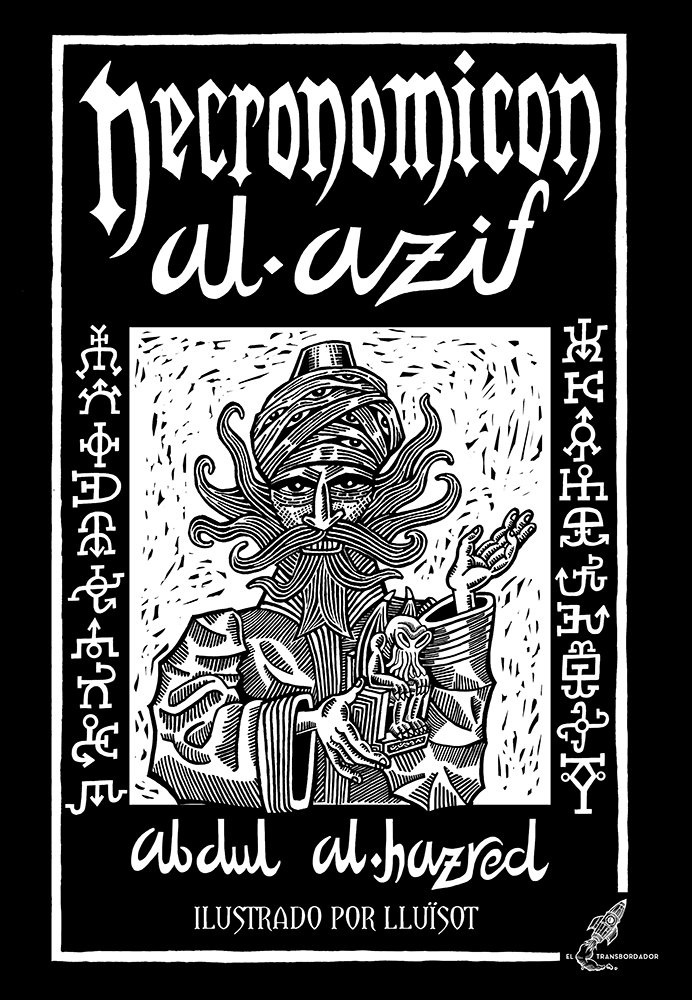 Necronomicon
al·azif
abdul al·hazred
ILUSTRADO POR LLUÏSOT
EL TRANSBORDADOR